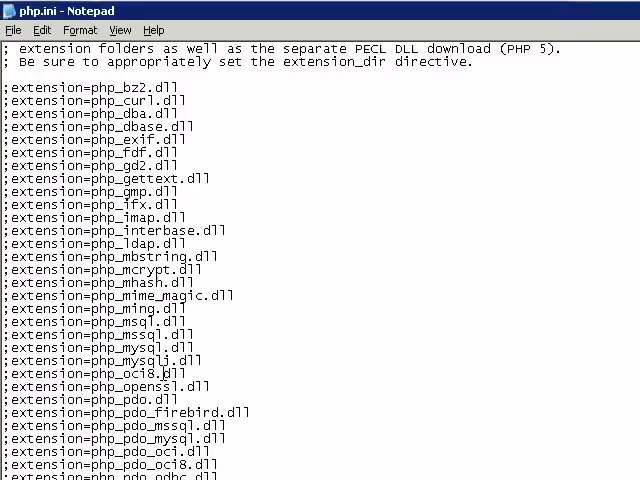 php.ini - Notepad
File Edit Format View Help
; extension folders as well as the separate PECL DLL download (PHP 5).
; Be sure to appropriately set the extension_dir directive.
;extension=php_bz2.dll
;extension=php_curl.dll
;extension=php_dba.dll
;extension=php_dbase.dll
;extension=php_exif.dll
;extension=php_fdf.dll
;extension=php_gd2.dll
;extension=php_gettext.dll
;extension=php_gmp.dll
;extension=php_ifx.dll
;extension=php_imap.dll
;extension=php_interbase.dll
;extension=php_ldap.dll
;extension=php_mbstring.dll
;extension=php_mcrypt.dll
;extension=php_mhash.dll
;extension=php_mime_magic.dll
;extension=php_ming.dll
;extension=php_msql.dll
;extension=php_mssql.dll
;extension=php_mysql.dll
;extension=php_mysqli.dll
;extension=php_oci8.dll
;extension=php_openssl.dll
;extension=php_pdo.dll
;extension=php_pdo_firebird.dll
;extension=php_pdo_mssql.dll
;extension=php_pdo_mysql.dll
;extension=php_pdo_oci.dll
;extension=php_pdo_oci8.dll
;extension=php_pdo_odbc.dll